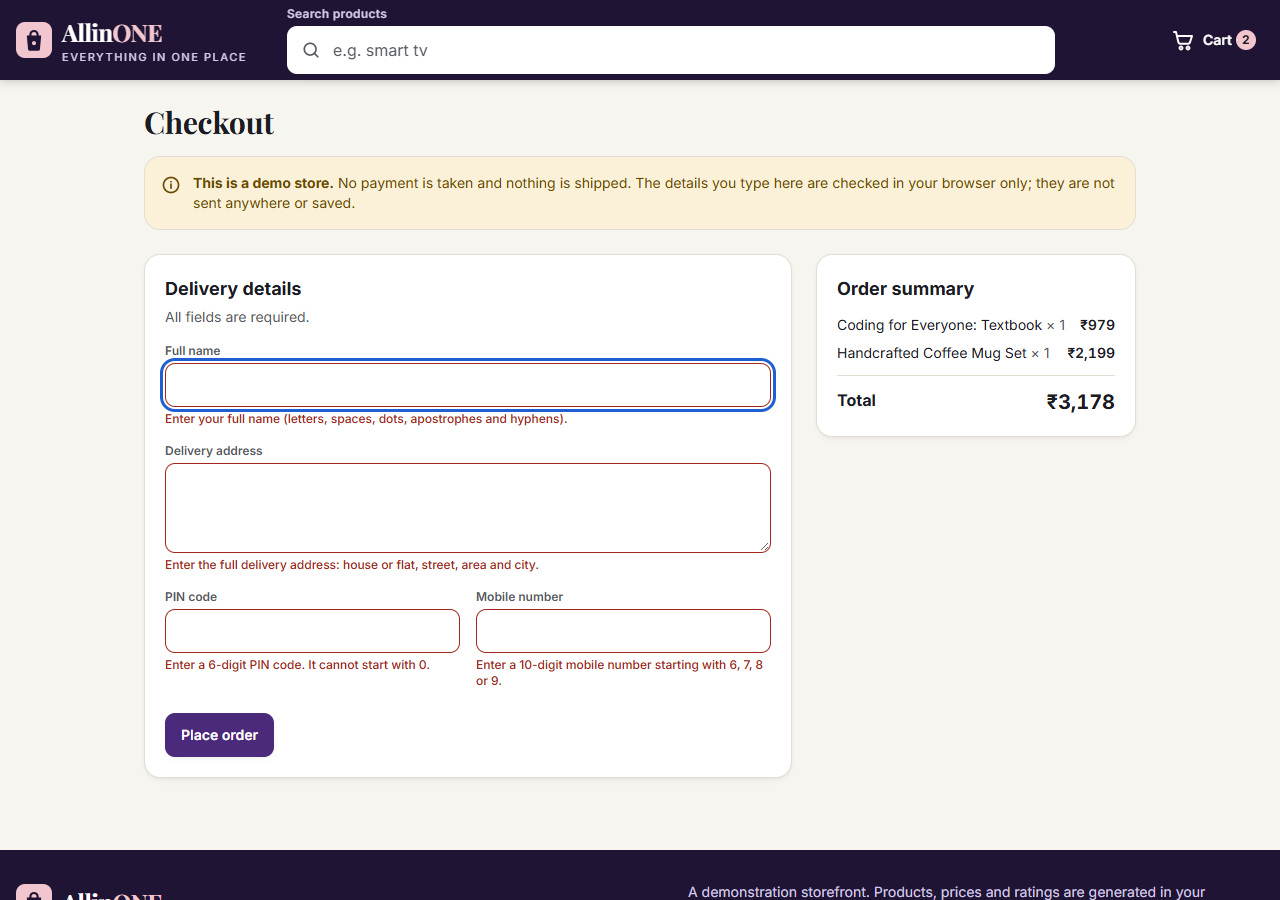 AllinONE
EVERYTHING IN ONE PLACE
Search products
e.g. smart tv
Cart 2
Checkout
This is a demo store. No payment is taken and nothing is shipped. The details you type here are checked in your browser only; they are not
sent anywhere or saved.
Delivery details
All fields are required.
Full name
Enter your full name (letters, spaces, dots, apostrophes and hyphens).
Delivery address
Enter the full delivery address: house or flat, street, area and city.
PIN code
Enter a 6-digit PIN code. It cannot start with 0.
Mobile number
Enter a 10-digit mobile number starting with 6, 7, 8
or 9.
Place order
Order summary
Coding for Everyone: Textbook × 1 ₹979
Handcrafted Coffee Mug Set × 1 ₹2,199
Total ₹3,178
AllinONE
A demonstration storefront. Products, prices and ratings are generated in your